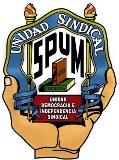 UNIDAD SINDICAL
SPUM
UNIDAD
DEMOCRACIA E
INDEPENDENCIA
SINDICAL